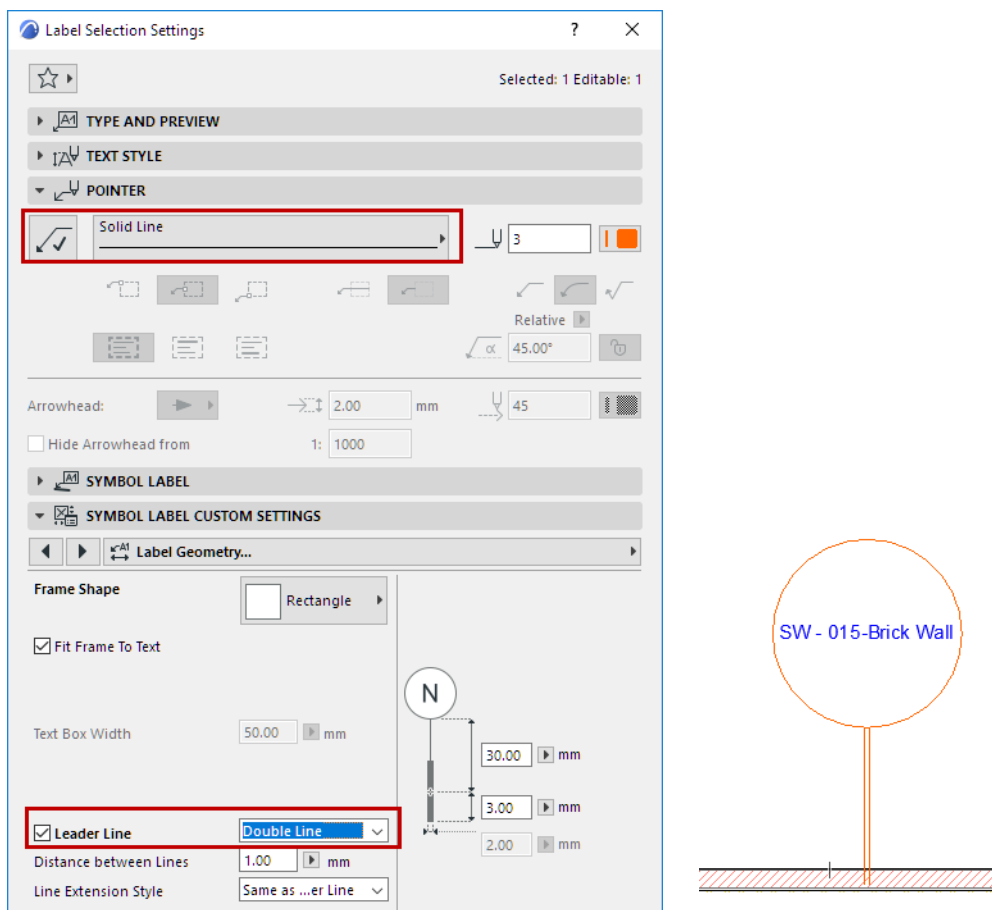 Label Selection Settings ?
Selected: 1 Editable: 1
A1 TYPE AND PREVIEW
TEXT STYLE
POINTER
Solid Line
3
Relative
α 45.00°
Arrowhead: 2.00 mm 45
Hide Arrowhead from 1: 1000
A1 SYMBOL LABEL
SYMBOL LABEL CUSTOM SETTINGS
A1 Label Geometry...
Frame Shape Rectangle
Fit Frame To Text
N
Text Box Width 50.00 mm
30.00 mm
3.00 mm
2.00 mm
Leader Line Double Line
Distance between Lines 1.00 mm
Line Extension Style Same as ...er Line
SW - 015-Brick Wall